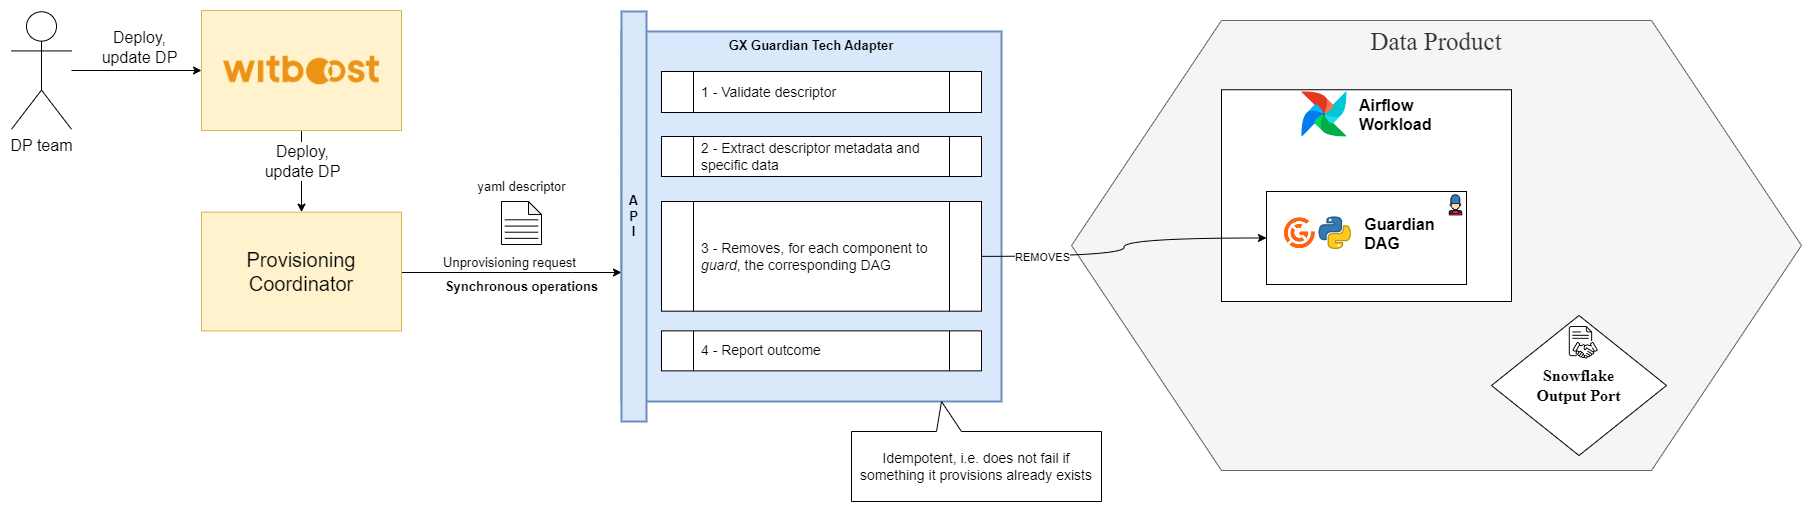 Deploy,
update DP
DP team
witboost
Deploy,
update DP
Provisioning
Coordinator
yaml descriptor
Unprovisioning request
Synchronous operations
A
P
I
GX Guardian Tech Adapter
1 - Validate descriptor
2 - Extract descriptor metadata and
specific data
3 - Removes, for each component to
guard, the corresponding DAG
4 - Report outcome
Idempotent, i.e. does not fail if
something it provisions already exists
REMOVES
Data Product
Airflow
Workload
Guardian
DAG
Snowflake
Output Port